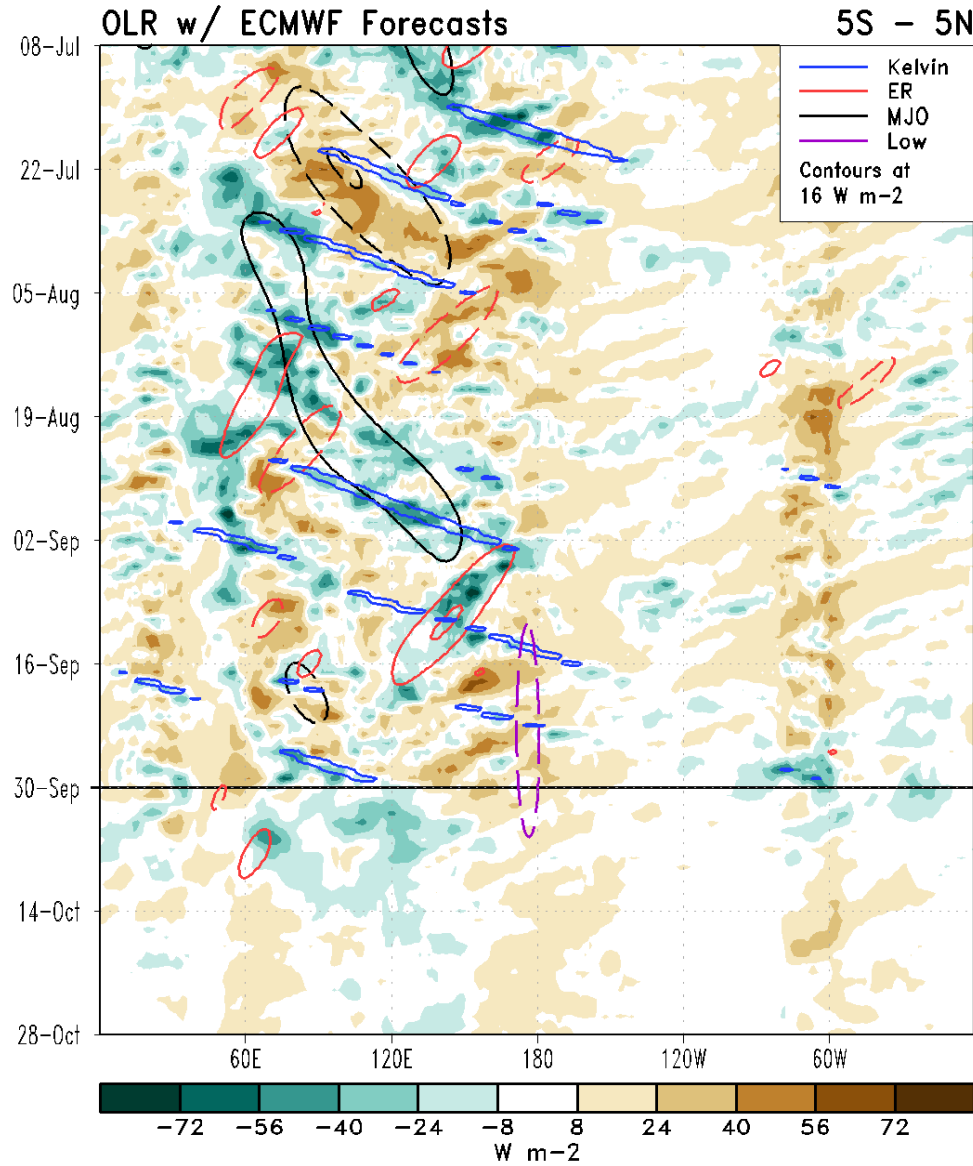 OLR w/ ECMWF Forecasts 5S - 5N
Kelvin
ER
MJO
Low
Contours at
16 W m-2
08-Jul
22-Jul
05-Aug
19-Aug
02-Sep
16-Sep
30-Sep
14-Oct
28-Oct
60E 120E 180 120W 60W
-72 -56 -40 -24 -8 8 24 40 56 72
W m-2